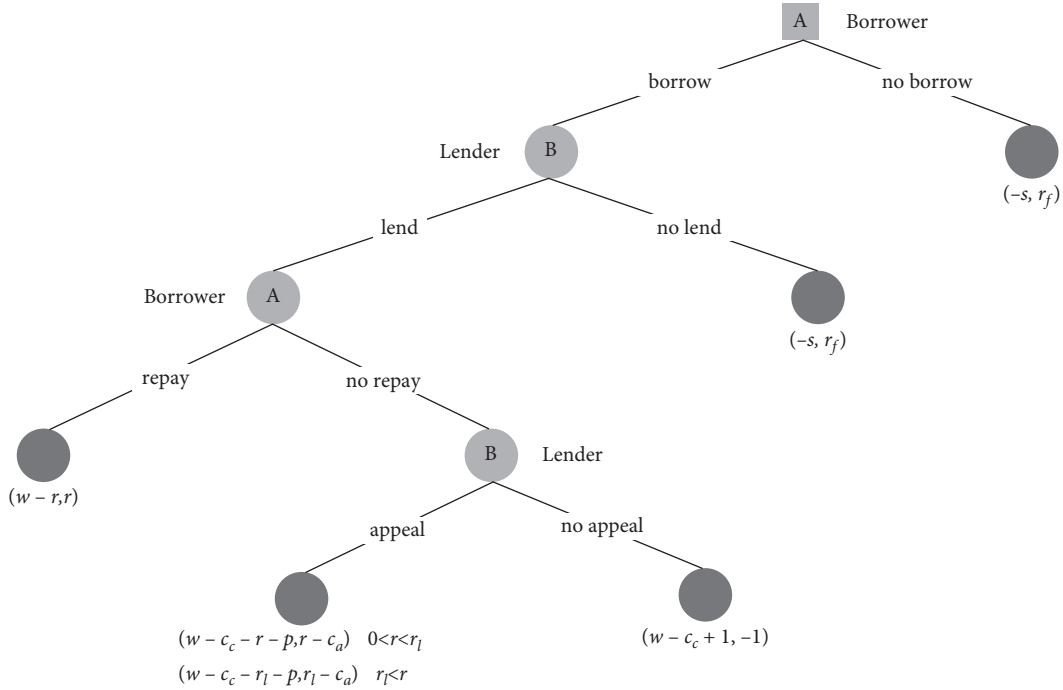 A Borrower
borrow no borrow
Lender B
(–s, r_f)
lend no lend
Borrower A
(–s, r_f)
repay no repay
B Lender
(w – r,r)
appeal no appeal
(w – c_c – r – p,r – c_a) 0<r<r_l
(w – c_c + 1, –1)
(w – c_c – r_l – p,r_l – c_a) r_l<r